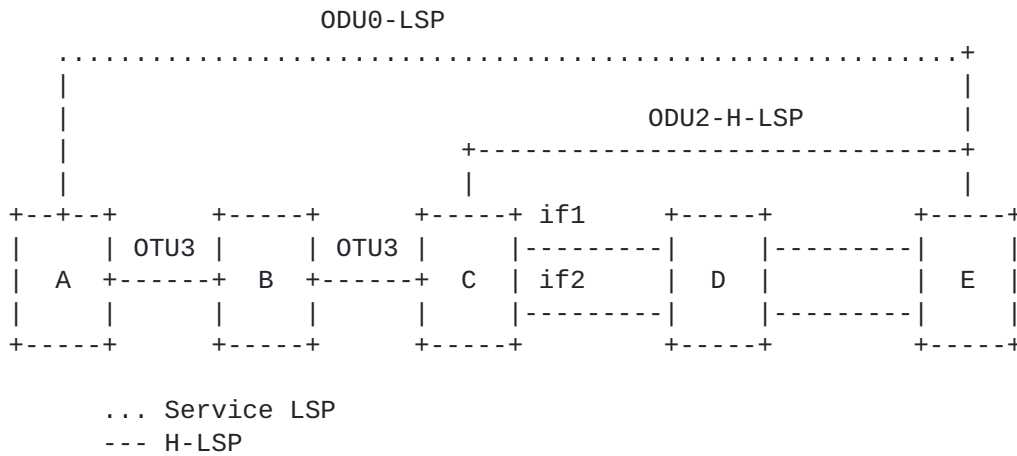 ODU0-LSP
ODU2-H-LSP
if1
OTU3 OTU3
A B C if2 D E
... Service LSP
--- H-LSP